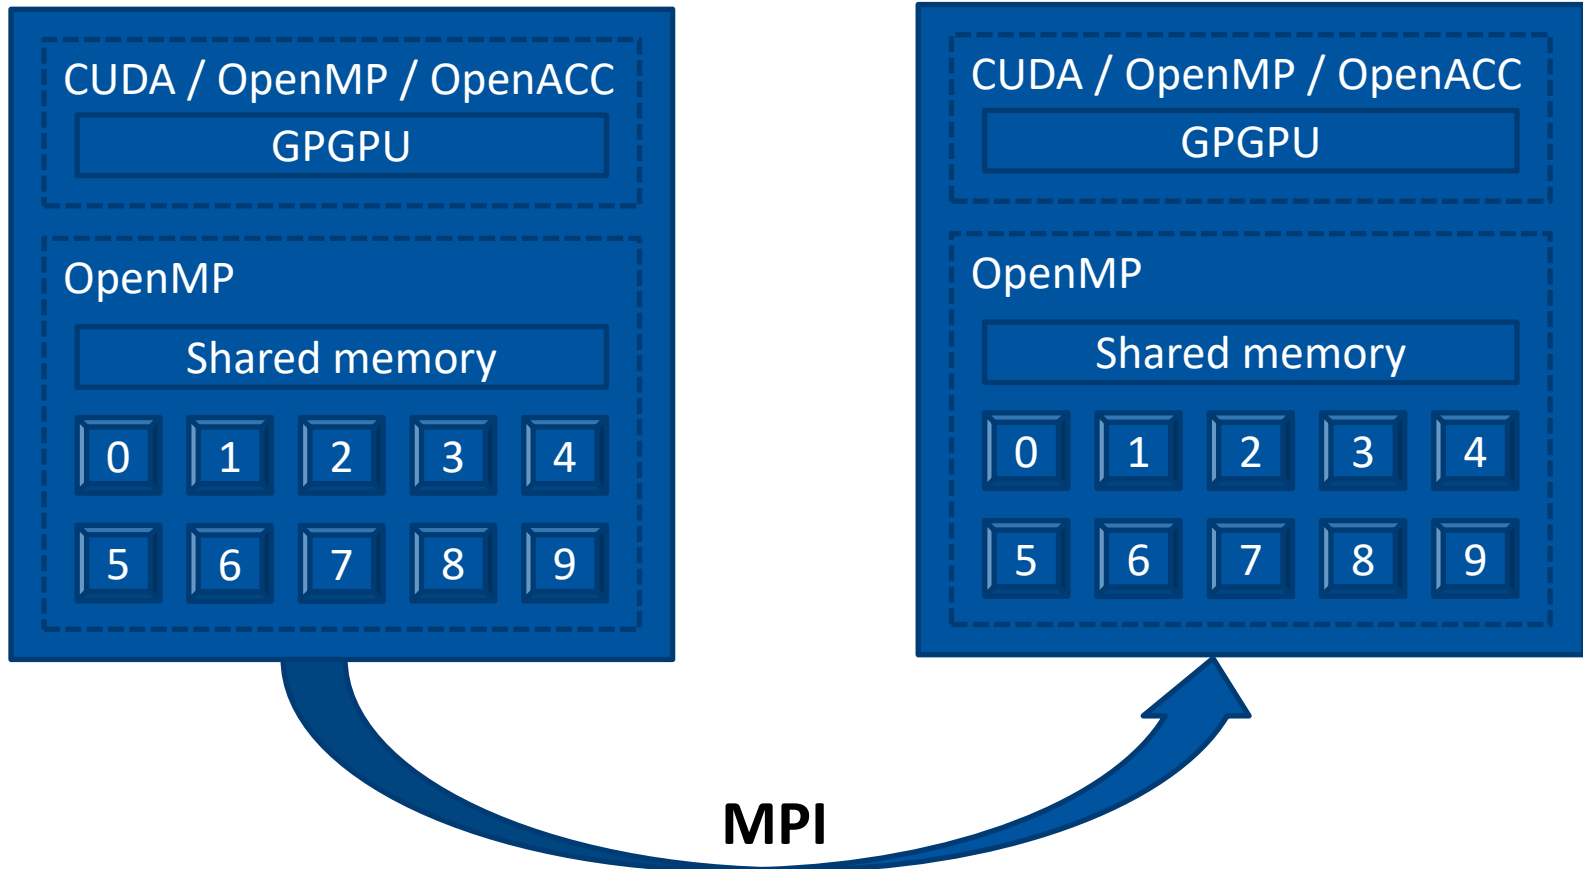 CUDA / OpenMP / OpenACC
GPGPU
OpenMP
Shared memory
0 1 2 3 4
5 6 7 8 9
CUDA / OpenMP / OpenACC
GPGPU
OpenMP
Shared memory
0 1 2 3 4
5 6 7 8 9
MPI